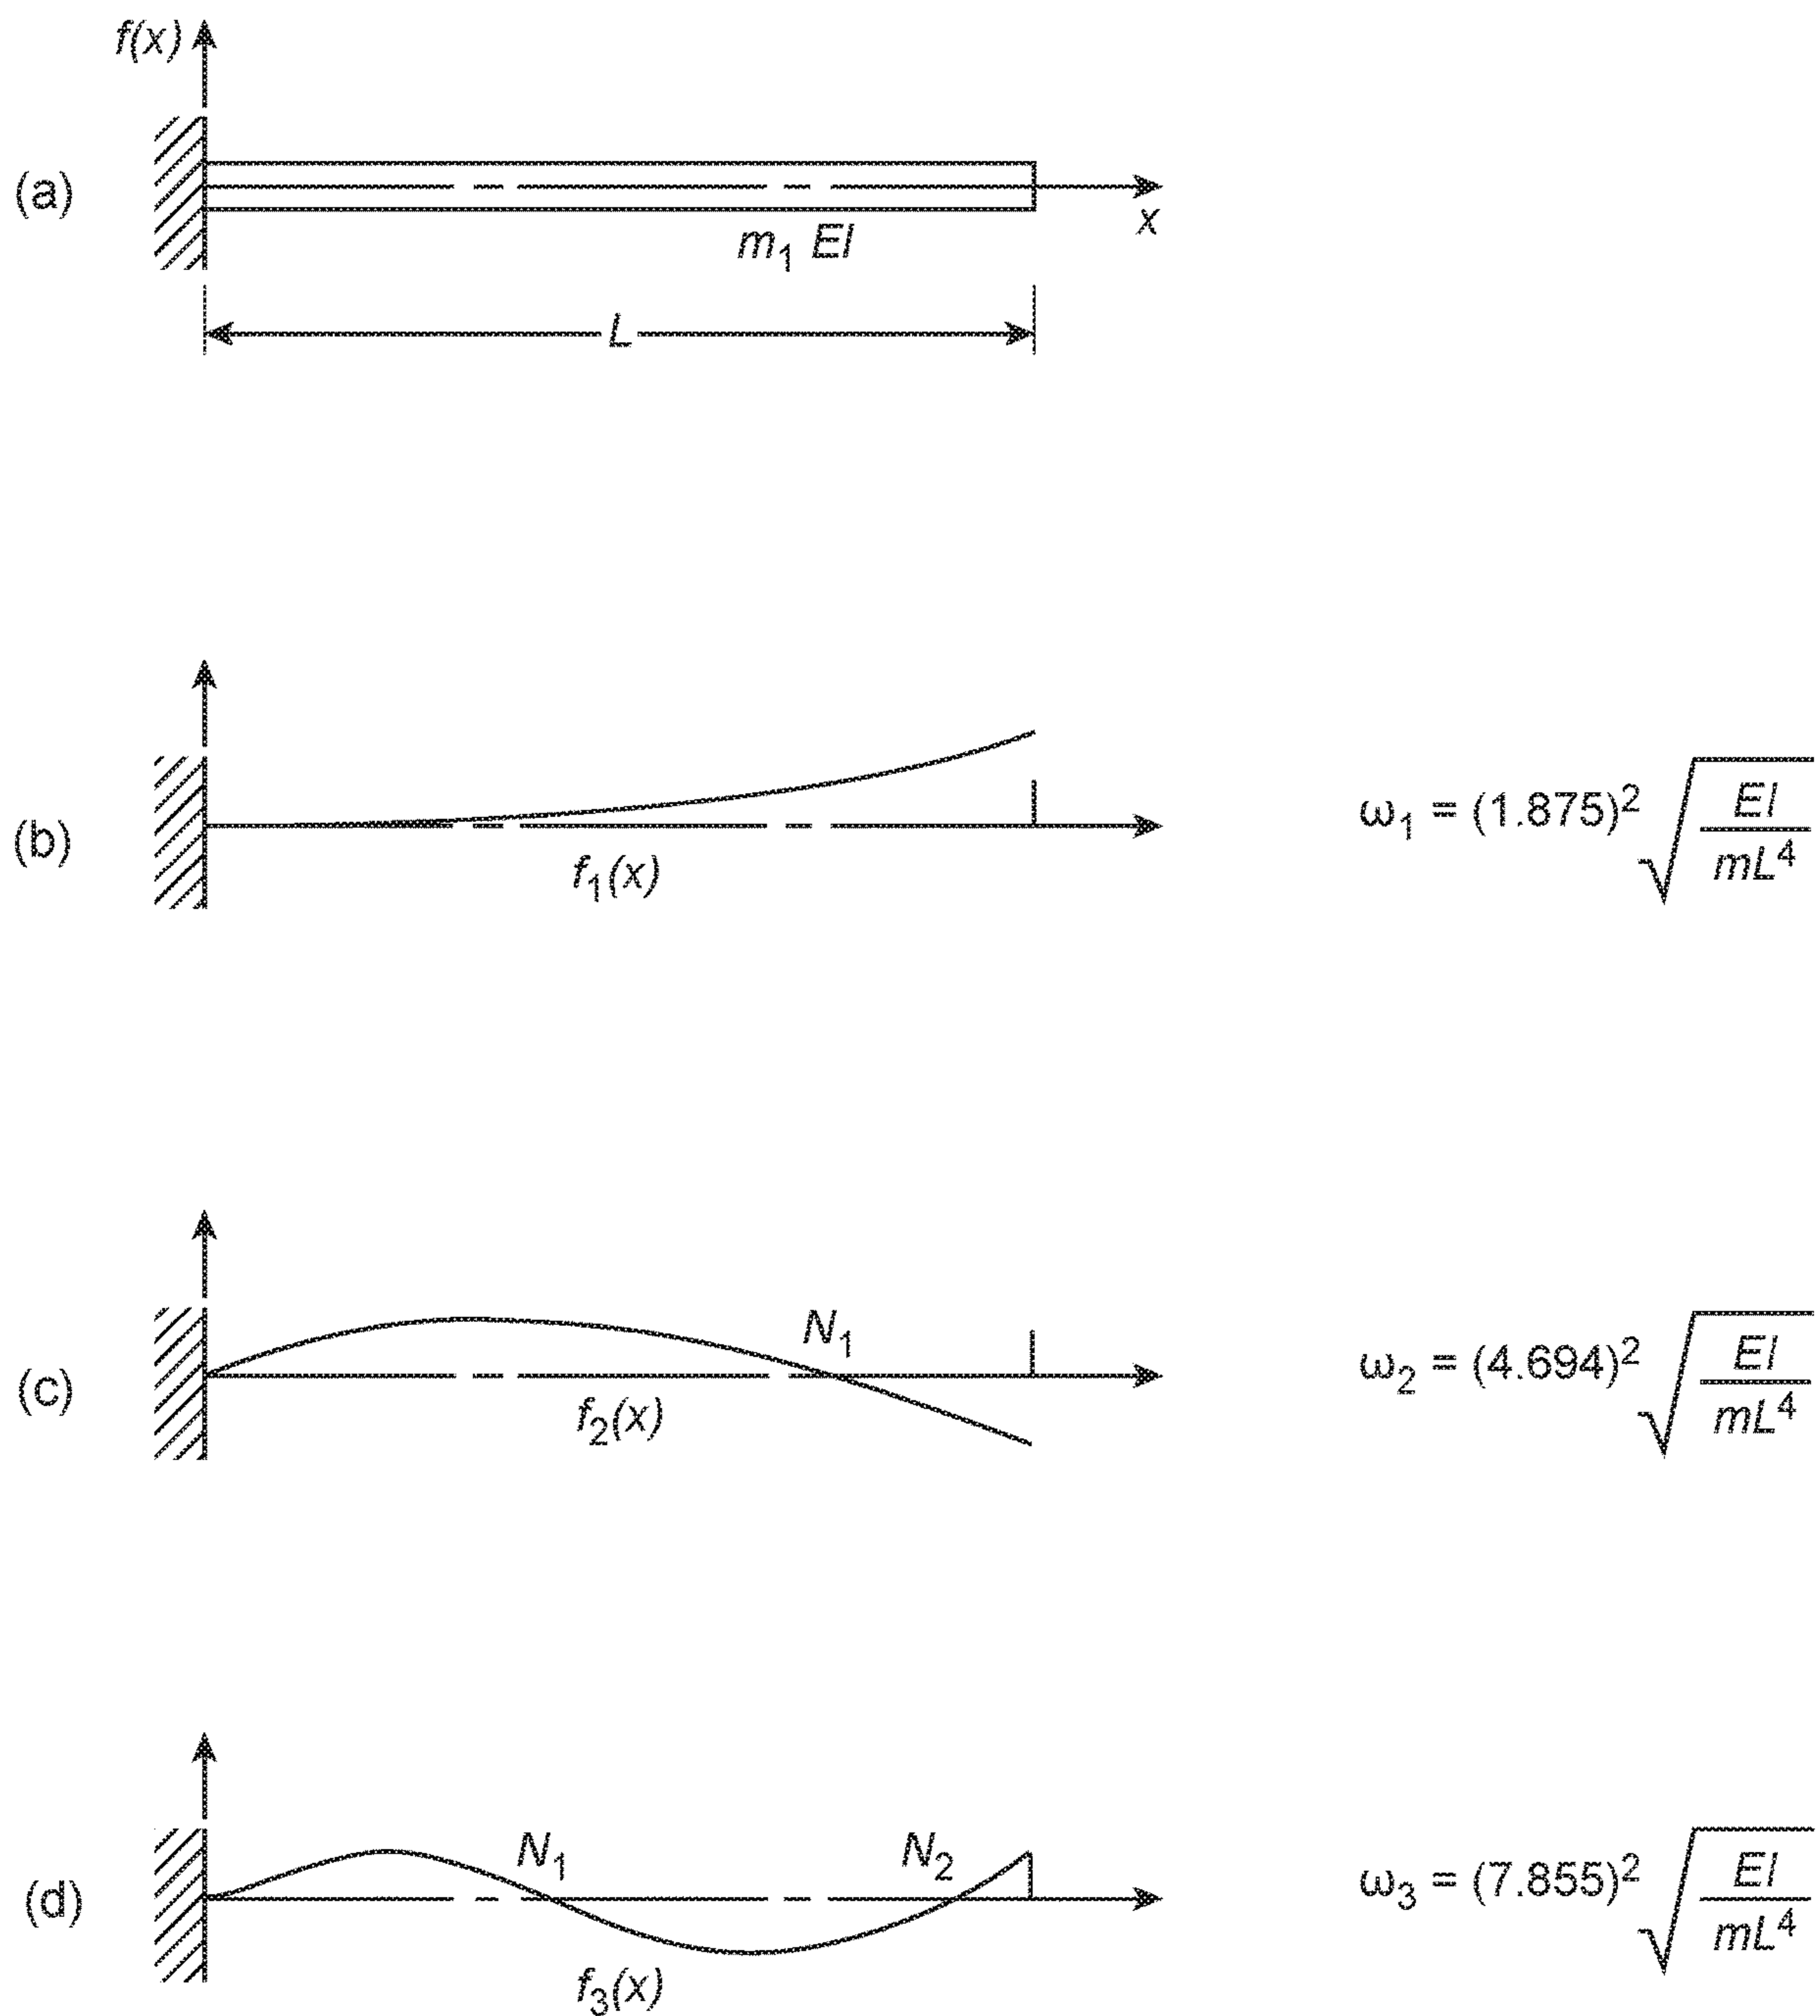 f(x)
(a)
x
m₁ EI
L
(b)
f₁(x)
ω₁ = (1.875)² √(EI / mL⁴)
(c)
N₁
f₂(x)
ω₂ = (4.694)² √(EI / mL⁴)
(d)
N₁
N₂
f₃(x)
ω₃ = (7.855)² √(EI / mL⁴)